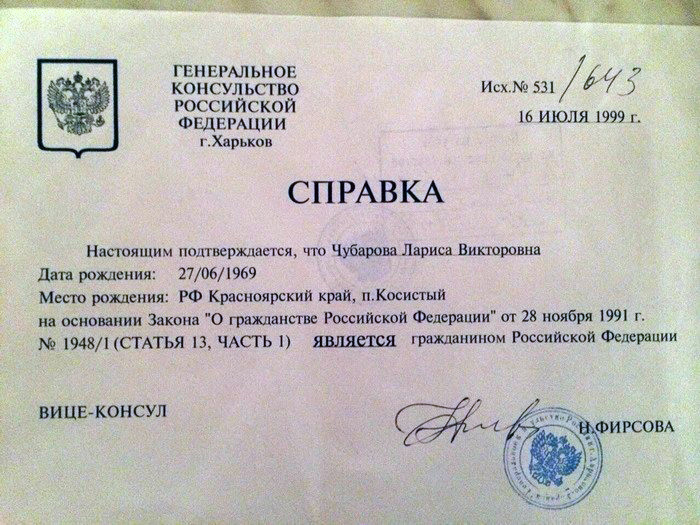 ГЕНЕРАЛЬНОЕ
КОНСУЛЬСТВО
РОССИЙСКОЙ
ФЕДЕРАЦИИ
г.Харьков
Исх.№ 531/643
16 ИЮЛЯ 1999 г.
СПРАВКА
Настоящим подтверждается, что Чубарова Лариса Викторовна
Дата рождения: 27/06/1969
Место рождения: РФ Красноярский край, п.Косистый
на основании Закона "О гражданстве Российской Федерации" от 28 ноября 1991 г.
№ 1948/1 (СТАТЬЯ 13, ЧАСТЬ 1) является гражданином Российской Федерации
ВИЦЕ-КОНСУЛ
Н.ФИРСОВА